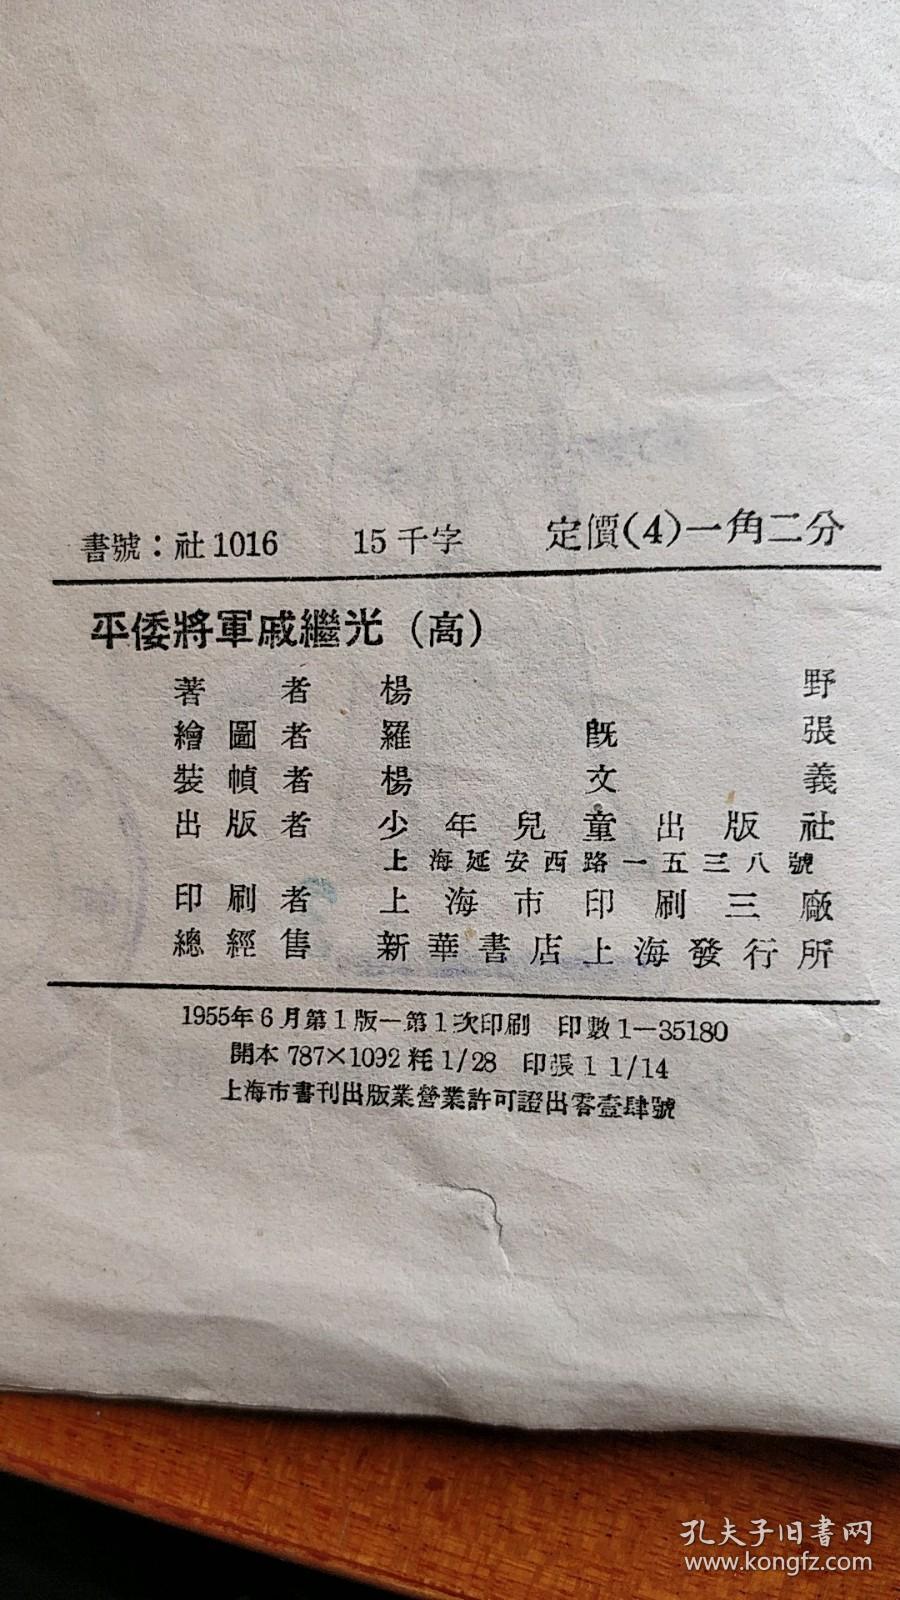 書號：社1016　15千字　定價(4)一角二分
平倭將軍戚繼光（高）
著者　楊野
繪圖者　羅既張
裝幀者　楊文義
出版者　少年兒童出版社
上海延安西路一五三八號
印刷者　上海市印刷三廠
總經售　新華書店上海發行所
1955年6月第1版—第1次印刷　印數1—35180
開本787×1092耗1/28　印張1 1/14
上海市書刊出版業營業許可證出零壹肆號
孔夫子旧書网
www.kongfz.com